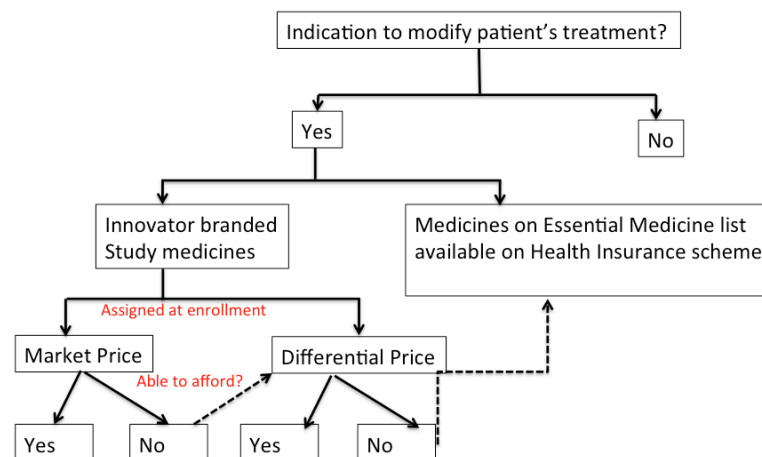 Indication to modify patient's treatment?
Yes
No
Innovator branded
Study medicines
Medicines on Essential Medicine list
available on Health Insurance scheme
Assigned at enrollment
Market Price
Differential Price
Able to afford?
Yes
No
Yes
No